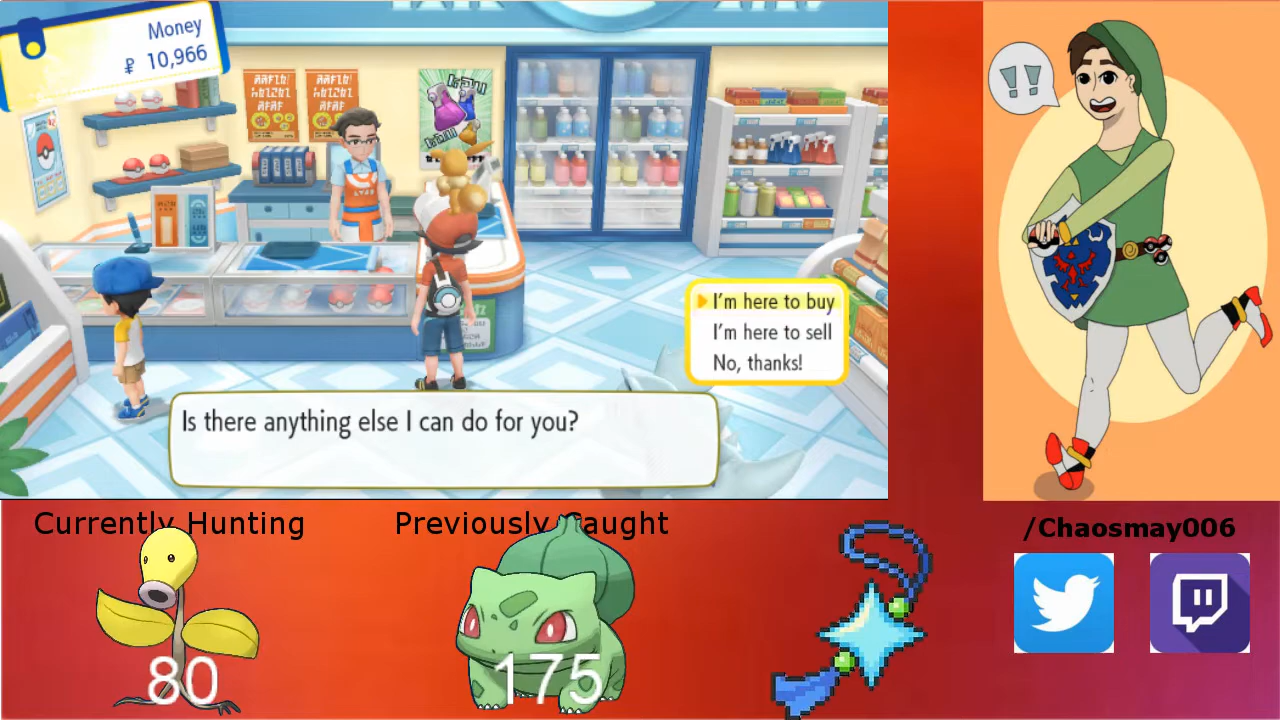 Money
₽ 10,966
I'm here to buy
I'm here to sell
No, thanks!
Is there anything else I can do for you?
Currently Hunting
Previously Caught
/Chaosmay006
80
175
!!